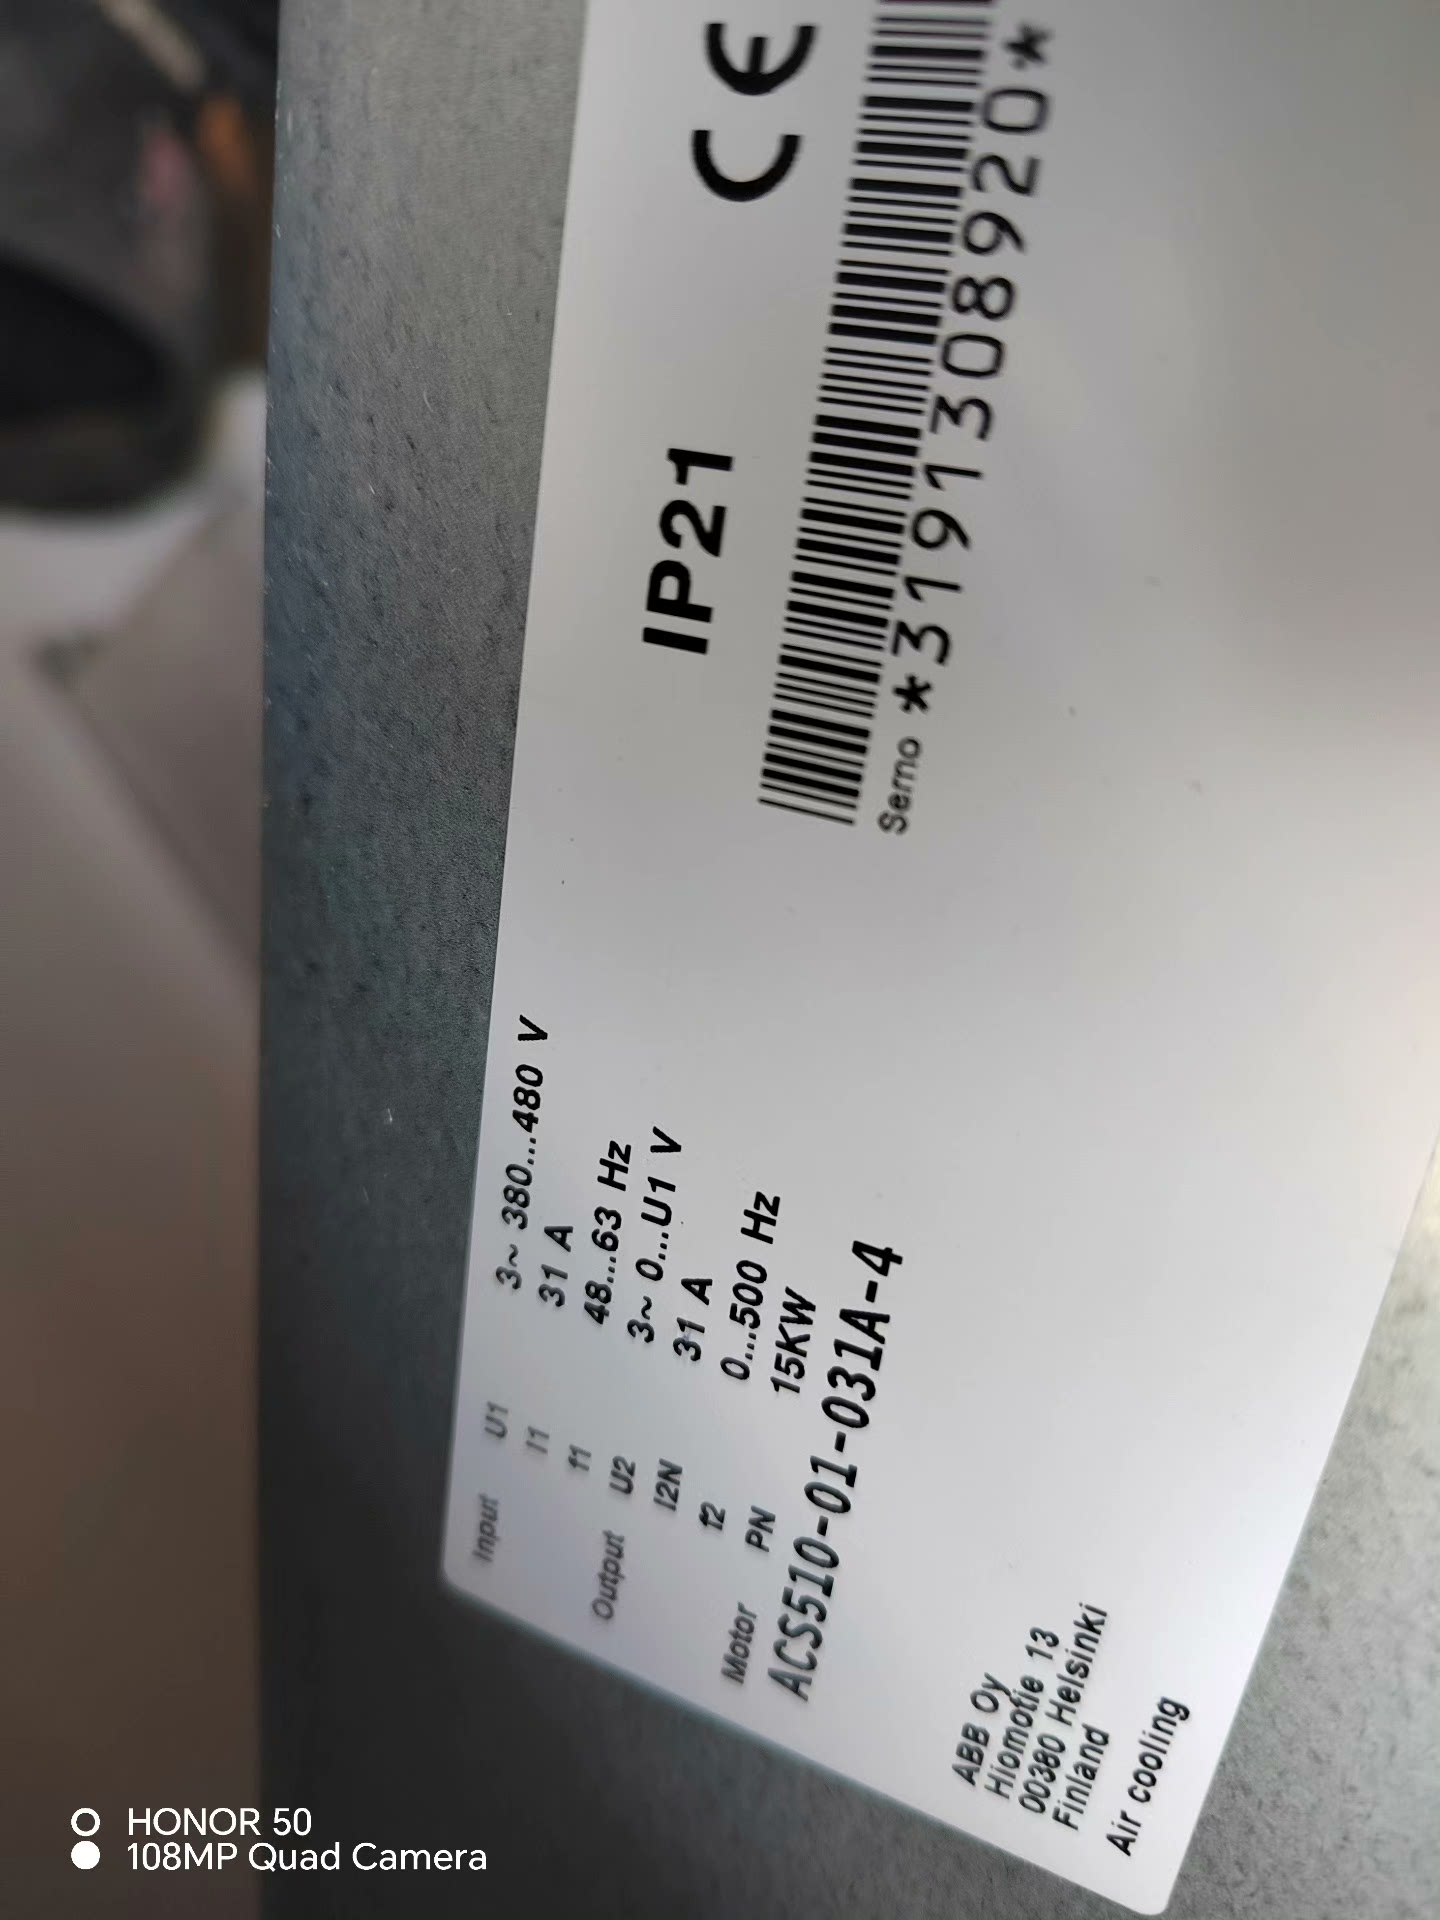 Input U1 3~ 380...480 V
I1 31 A
f1 48...63 Hz
Output U2 3~ 0...U1 V
I2N 31 A
f2 0...500 Hz
Motor PN 15KW
ACS510-01-031A-4
ABB Oy
Hiomotie 13
00380 Helsinki
Finland
Air cooling
IP21
CE
Serno *3191308920*
HONOR 50
108MP Quad Camera